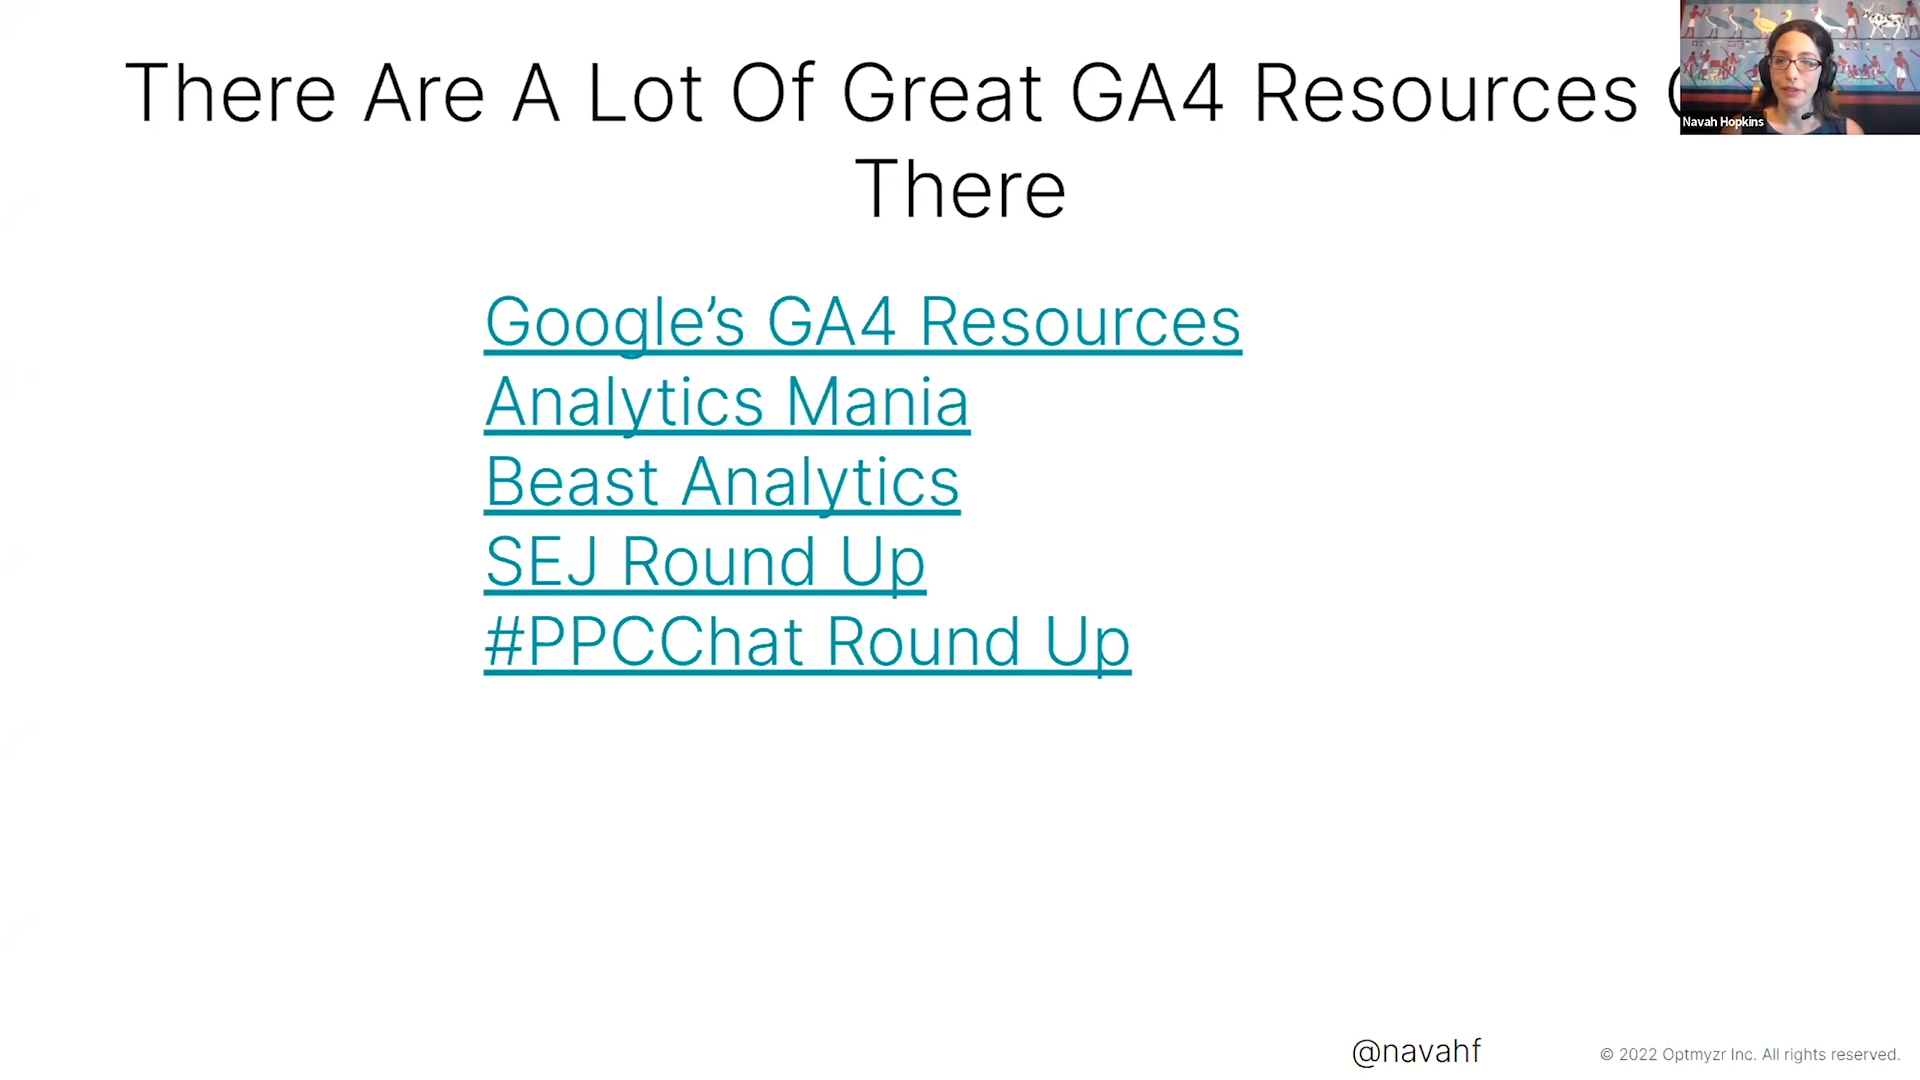 There Are A Lot Of Great GA4 Resources
There
Navah Hopkins
Google’s GA4 Resources
Analytics Mania
Beast Analytics
SEJ Round Up
#PPCChat Round Up
@navahf
© 2022 Optmyzr Inc. All rights reserved.